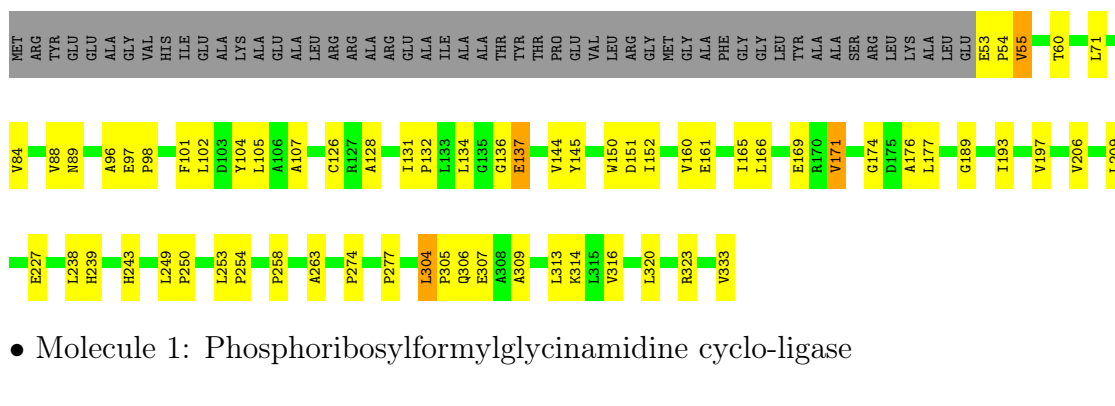 MET ARG TYR GLU GLU ALA GLY VAL HIS ILE GLU ALA LYS ALA GLU ALA LEU ARG ARG ALA ARG GLU ALA ILE ALA ALA THR TYR THR PRO GLU VAL LEU ARG GLY MET GLY ALA PHE GLY GLY LEU TYR ALA ALA SER ARG LEU LYS ALA LEU GLU E53 P54 V55 T60 L71
V84 V88 N89 A96 E97 P98 F101 L102 D103 Y104 L105 A106 A107 C126 R127 A128 I131 P132 L133 L134 G135 G136 E137 V144 Y145 W150 D151 I152 V160 E161 I165 L166 E169 R170 V171 G174 D175 A176 L177 G189 I193 V197 V206 L209
E227 L238 H239 H243 L249 P250 L253 P254 P258 A263 P274 P277 L304 P305 Q306 E307 A308 A309 L313 K314 L315 V316 L320 R323 V333
• Molecule 1: Phosphoribosylformylglycinamidine cyclo-ligase